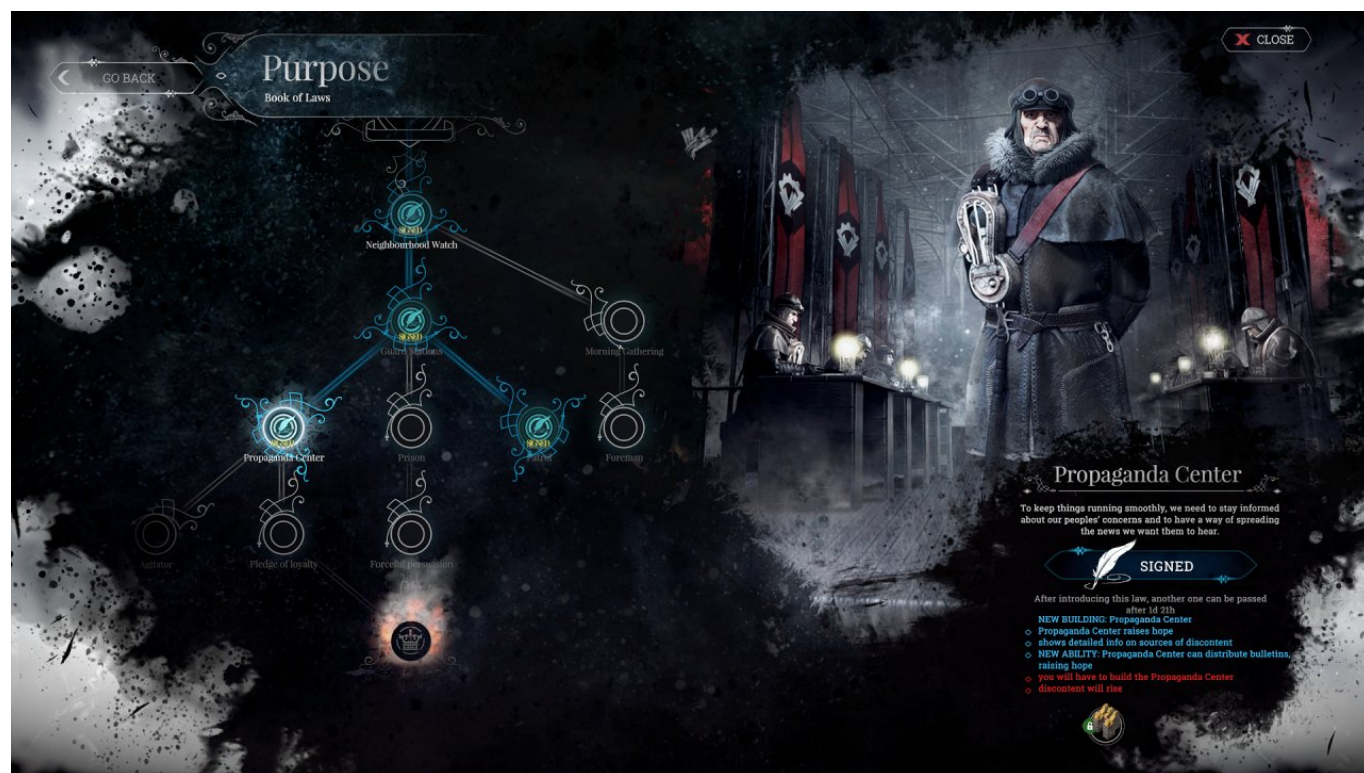 GO BACK
Purpose
Book of Laws
CLOSE
SIGNED
Neighbourhood Watch
SIGNED
Guard Stations
Morning Gathering
SIGNED
Propaganda Center
Prison
SIGNED
Patrol
Foreman
Agitator
Pledge of loyalty
Forceful persuasion
Propaganda Center
To keep things running smoothly, we need to stay informed
about our peoples' concerns and to have a way of spreading
the news we want them to hear.
SIGNED
After introducing this law, another one can be passed
after 1d 21h
NEW BUILDING: Propaganda Center
Propaganda Center raises hope
shows detailed info on sources of discontent
NEW ABILITY: Propaganda Center can distribute bulletins,
raising hope
you will have to build the Propaganda Center
discontent will rise